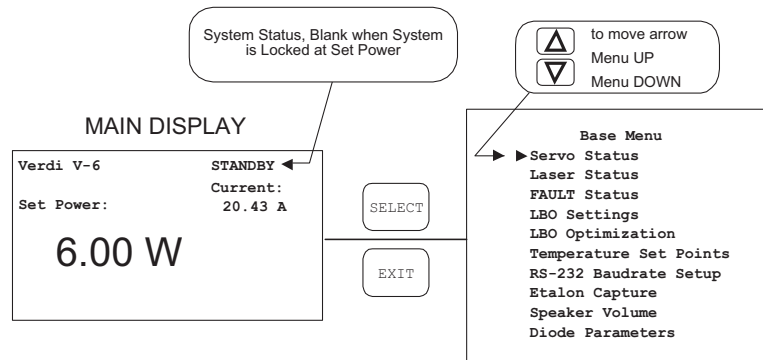 System Status, Blank when System
is Locked at Set Power
to move arrow
Menu UP
Menu DOWN
MAIN DISPLAY
Verdi V-6 STANDBY
Current:
Set Power: 20.43 A
6.00 W
SELECT
EXIT
Base Menu
Servo Status
Laser Status
FAULT Status
LBO Settings
LBO Optimization
Temperature Set Points
RS-232 Baudrate Setup
Etalon Capture
Speaker Volume
Diode Parameters